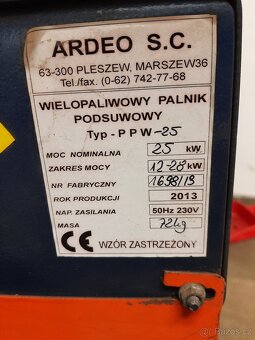 ARDEO S.C.
63-300 PLESZEW, MARSZEW36
Tel./fax. (0-62) 742-77-68
WIELOPALIWOWY PALNIK
PODSUWOWY
Typ - P P W -25
MOC NOMINALNA 25 kW
ZAKRES MOCY 12-28 kW
NR FABRYCZNY 1698/13
ROK PRODUKCJI 2013
NAP. ZASILANIA 50Hz 230V
MASA 72kg
CE WZÓR ZASTRZEŻONY